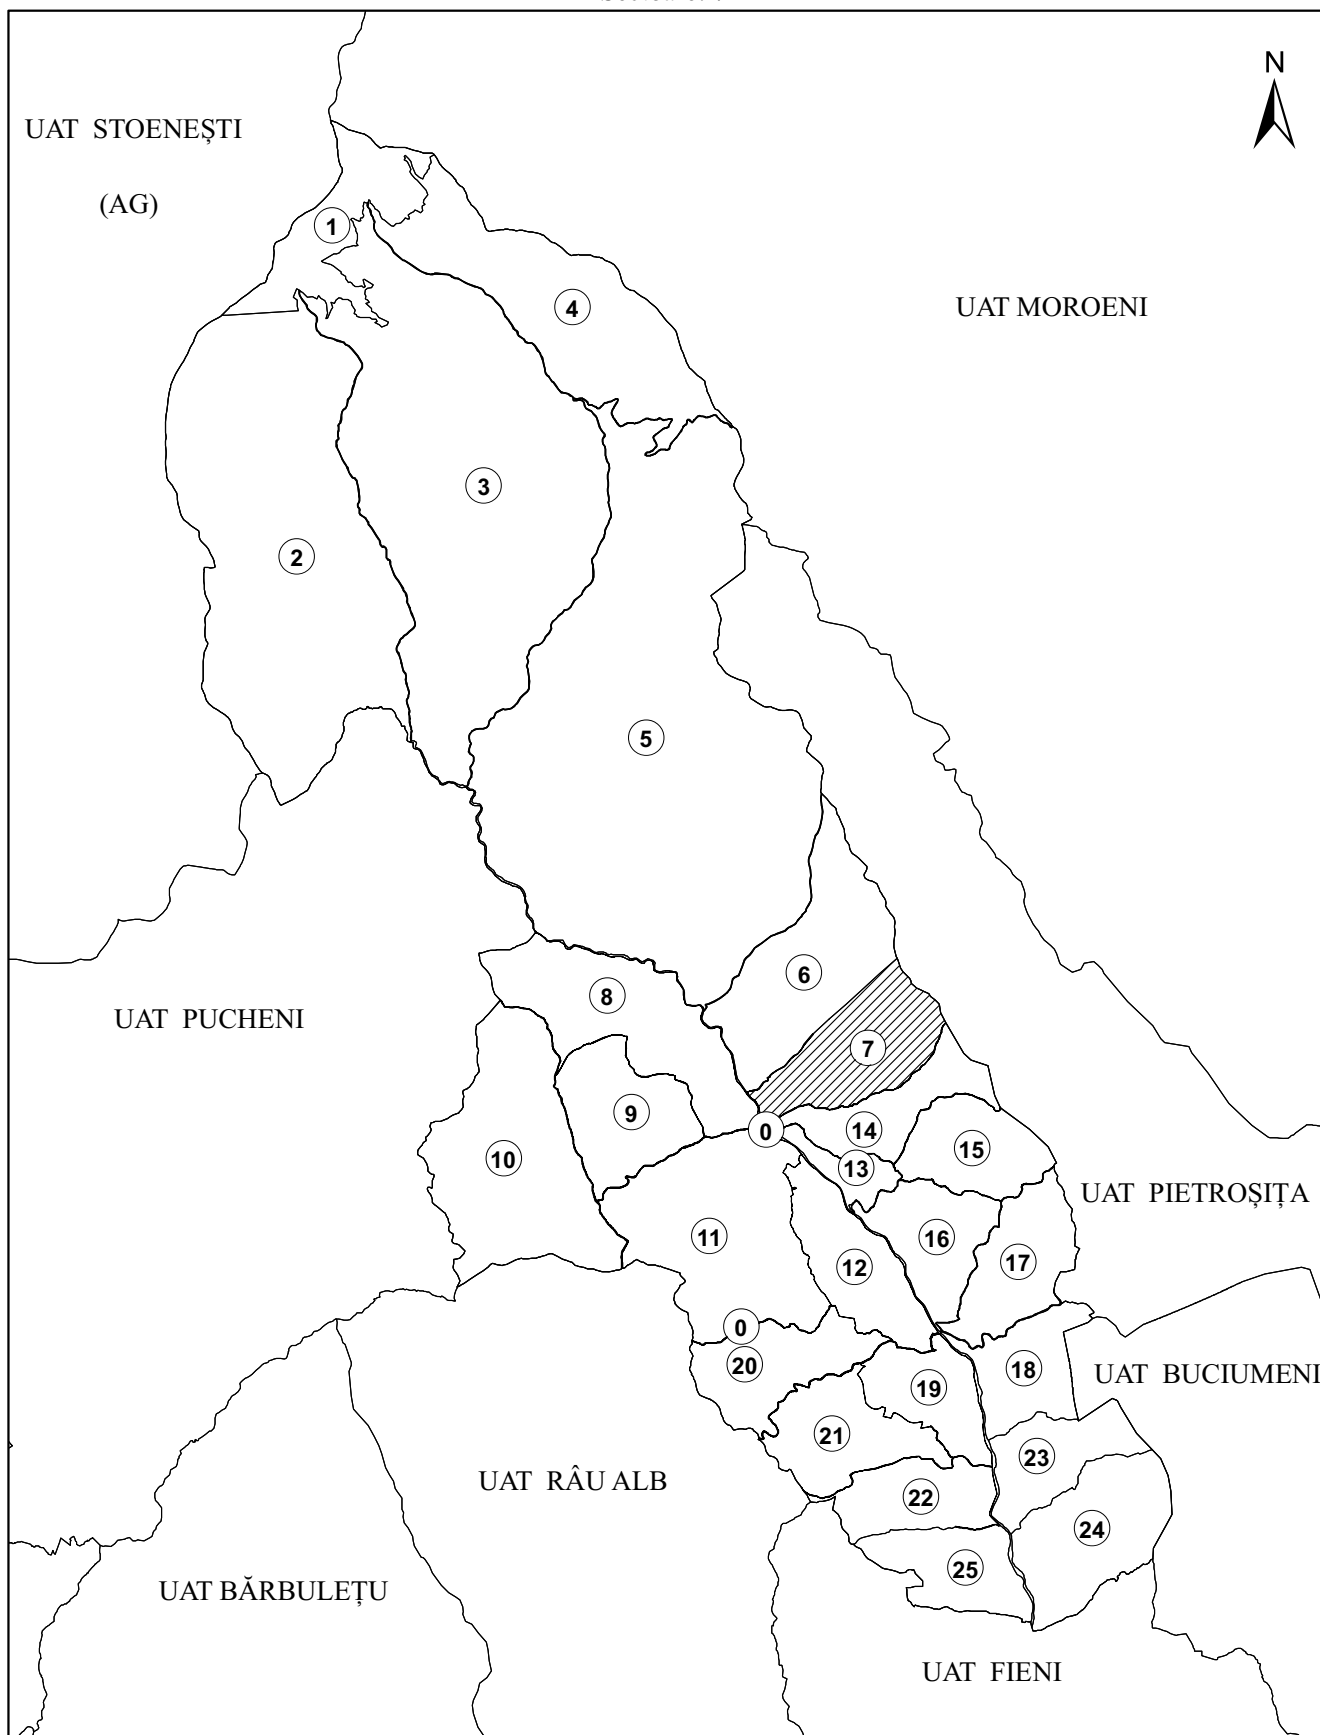 N
UAT STOENEȘTI
(AG)
1
4
UAT MOROENI
3
2
5
6
8
UAT PUCHENI
7
9
0
14
10
15
13
UAT PIETROȘIȚA
11
16
17
12
0
20
18
UAT BUCIUMENI
19
21
23
UAT RÂU ALB
22
24
25
UAT BĂRBULEȚU
UAT FIENI